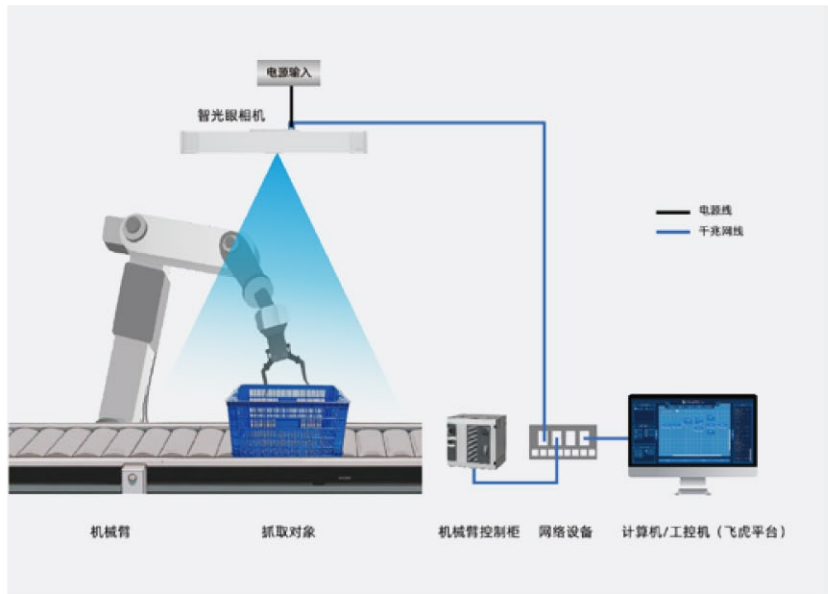 电源输入
智光眼相机
电源线
千兆网线
机械臂
抓取对象
机械臂控制柜
网络设备
计算机/工控机（飞虎平台）